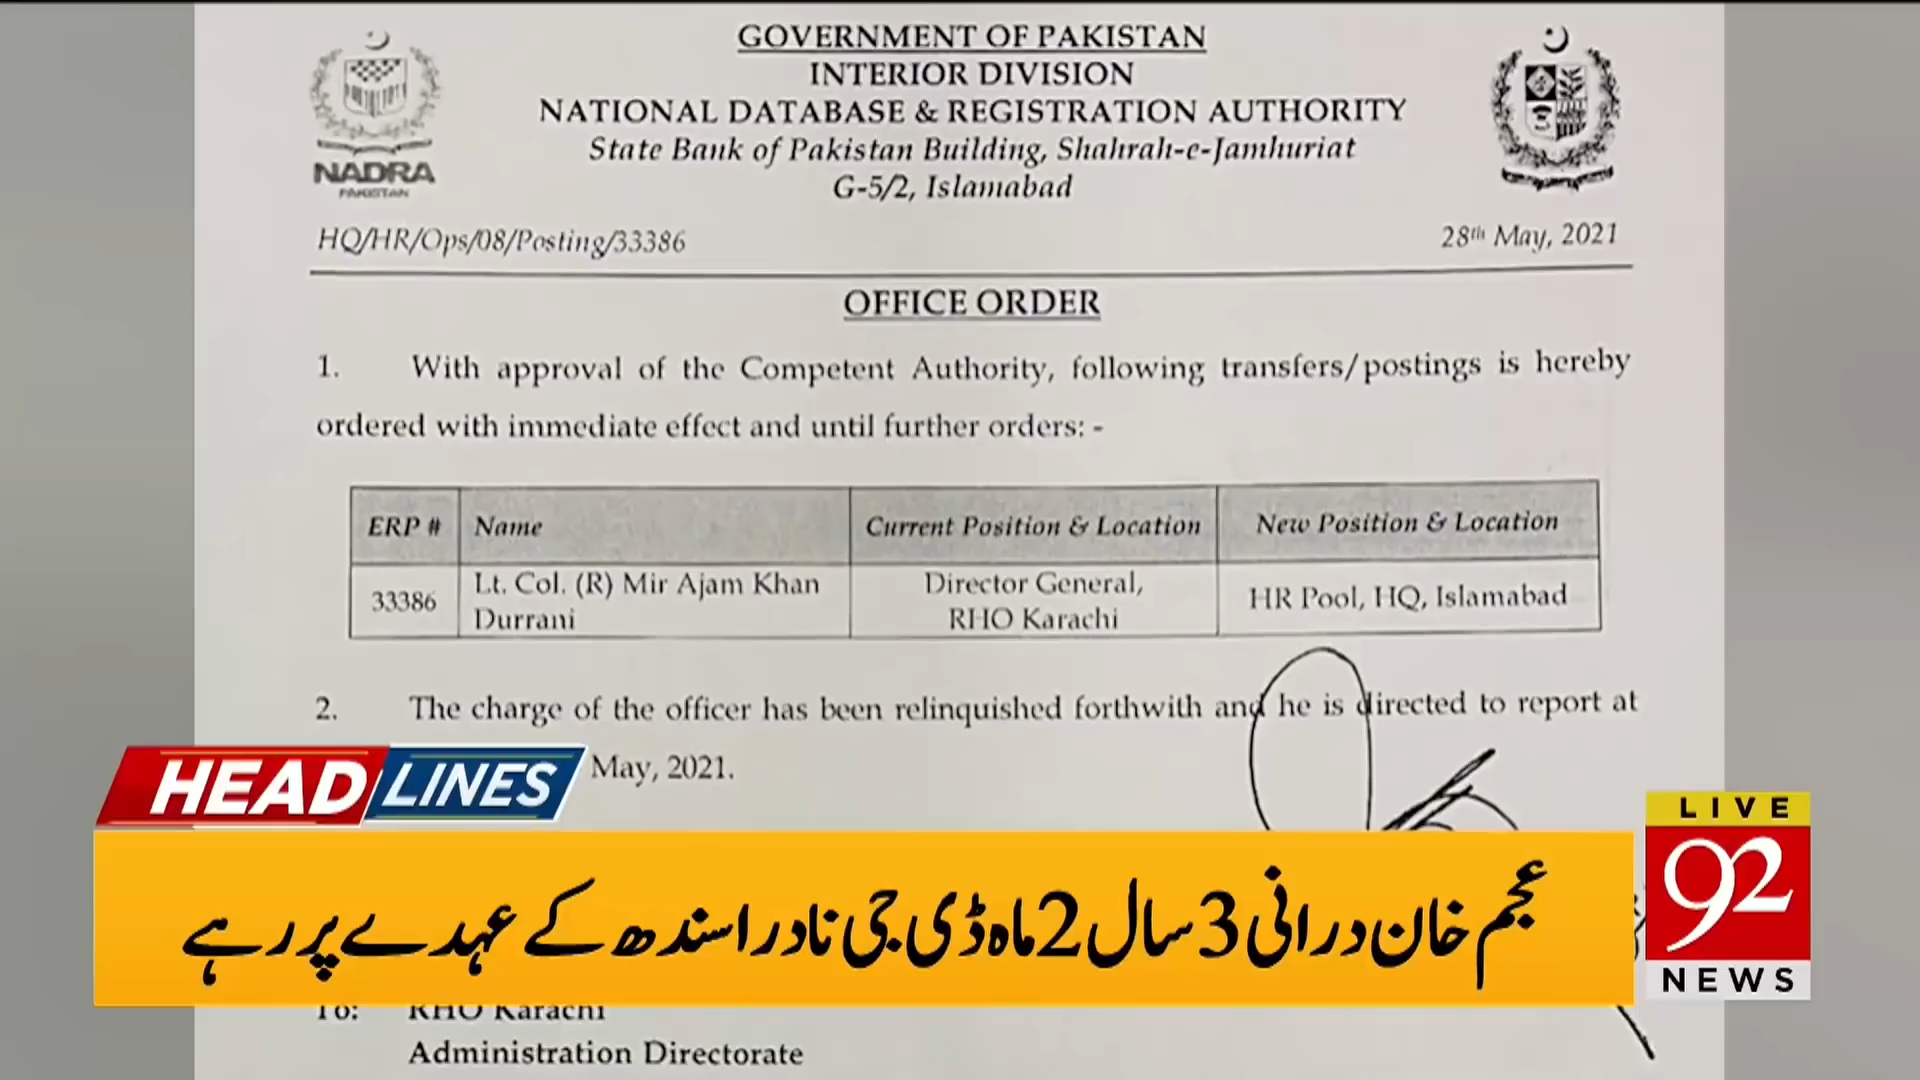 GOVERNMENT OF PAKISTAN
INTERIOR DIVISION
NATIONAL DATABASE & REGISTRATION AUTHORITY
State Bank of Pakistan Building, Shahrah-e-Jamhuriat
G-5/2, Islamabad
NADRA
PAKISTAN
HQ/HR/Ops/08/Posting/33386
28th May, 2021
OFFICE ORDER
1. With approval of the Competent Authority, following transfers/postings is hereby
ordered with immediate effect and until further orders: -
ERP # Name Current Position & Location New Position & Location
33386 Lt. Col. (R) Mir Ajam Khan Durrani Director General, RHO Karachi HR Pool, HQ, Islamabad
2. The charge of the officer has been relinquished forthwith and he is directed to report at
May, 2021.
HEADLINES
عجم خان درانی 3 سال 2 ماہ ڈی جی نادرا سندھ کے عہدے پر رہے
LIVE
92
NEWS
To: RHO Karachi
Administration Directorate